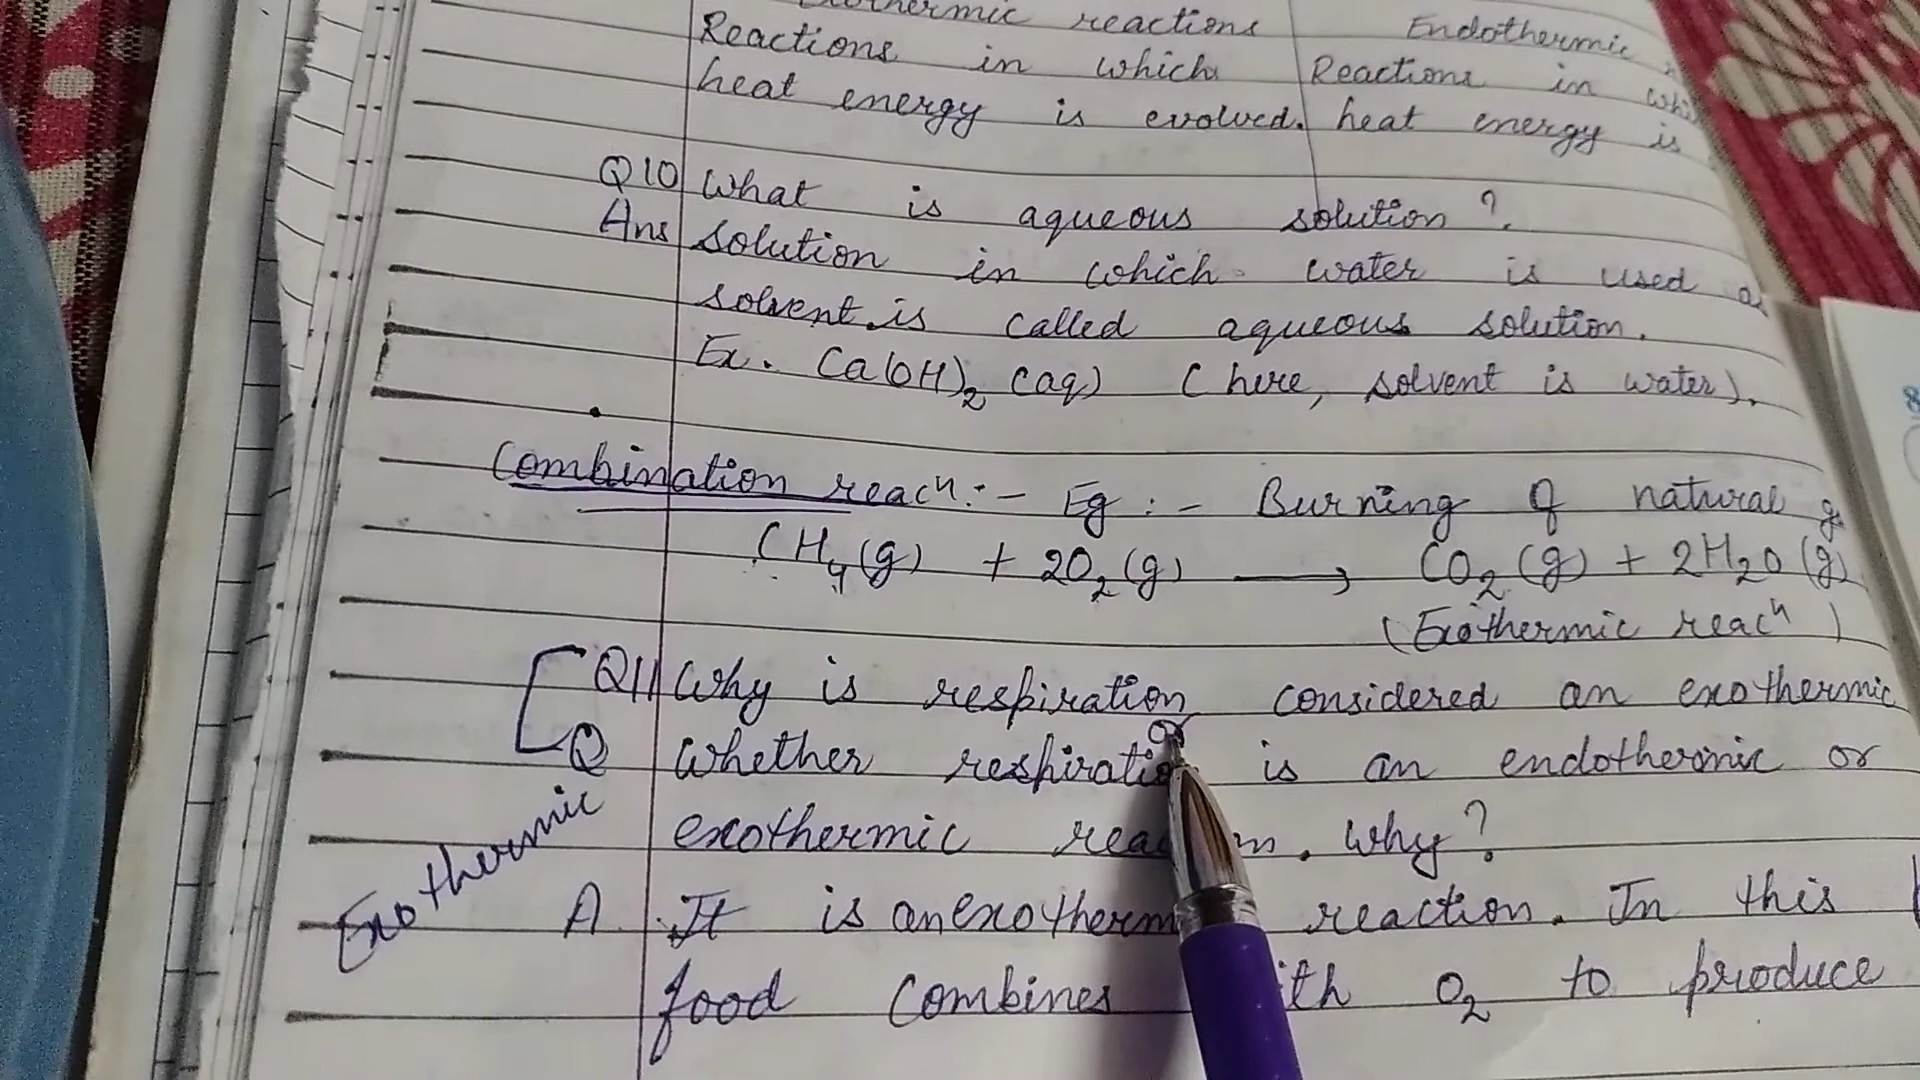 reactions Endothermic
Reactions in which Reactions in
heat energy is evolved. heat energy is
Q10 What is aqueous solution ?
Ans solution in which water is used
solvent is called aqueous solution.
Ex. Ca(OH)₂ (aq) (here, solvent is water).
Combination reacⁿ :- Eg :- Burning of natural
CH₄(g) + 2O₂(g) → CO₂(g) + 2H₂O(g)
(Exothermic reacⁿ)
Q11 Why is respiration considered an exothermic
or
Q Whether is an endothermic or
exothermic . Why?
Exothermic
A. It is an reaction. In this
food combines O₂ to produce